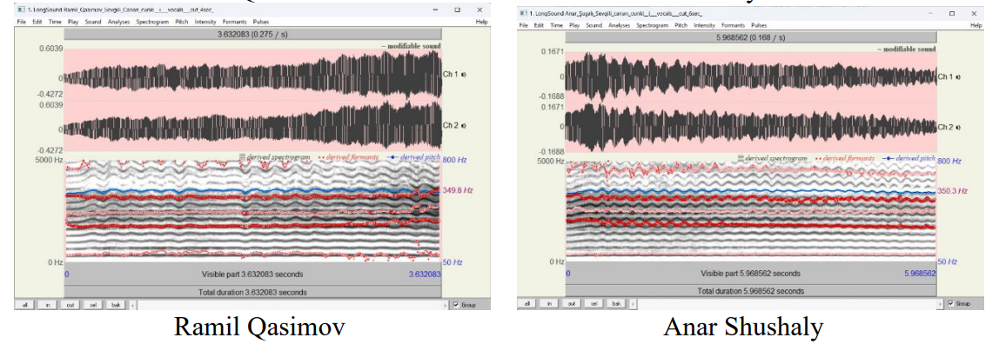 1. LongSound Ramil_Qasimov_Sevgili_Canan_cunki__i___vocals__cut_4sec_
File Edit Time Play Sound Analyses Spectrogram Pitch Intensity Formants Pulses Help
3.632083 (0.275 / s)
~ modifiable sound
0.6039
0
-0.4272
Ch 1
0.6039
0
-0.4272
Ch 2
5000 Hz
derived spectrogram
derived formants
derived pitch
800 Hz
349.8 Hz
0 Hz
50 Hz
0
Visible part 3.632083 seconds
3.632083
Total duration 3.632083 seconds
all in out sel bak
Group
Ramil Qasimov
1. LongSound Anar_Şuşalı_Sevgili_canan_cunki__i___vocals__cut_6sec_
File Edit Time Play Sound Analyses Spectrogram Pitch Intensity Formants Pulses Help
5.968562 (0.168 / s)
~ modifiable sound
0.1671
0
-0.1688
Ch 1
0.1671
0
-0.1688
Ch 2
5000 Hz
derived spectrogram
derived formants
derived pitch
800 Hz
350.3 Hz
0 Hz
50 Hz
0
Visible part 5.968562 seconds
5.968562
Total duration 5.968562 seconds
all in out sel bak
Group
Anar Shushaly